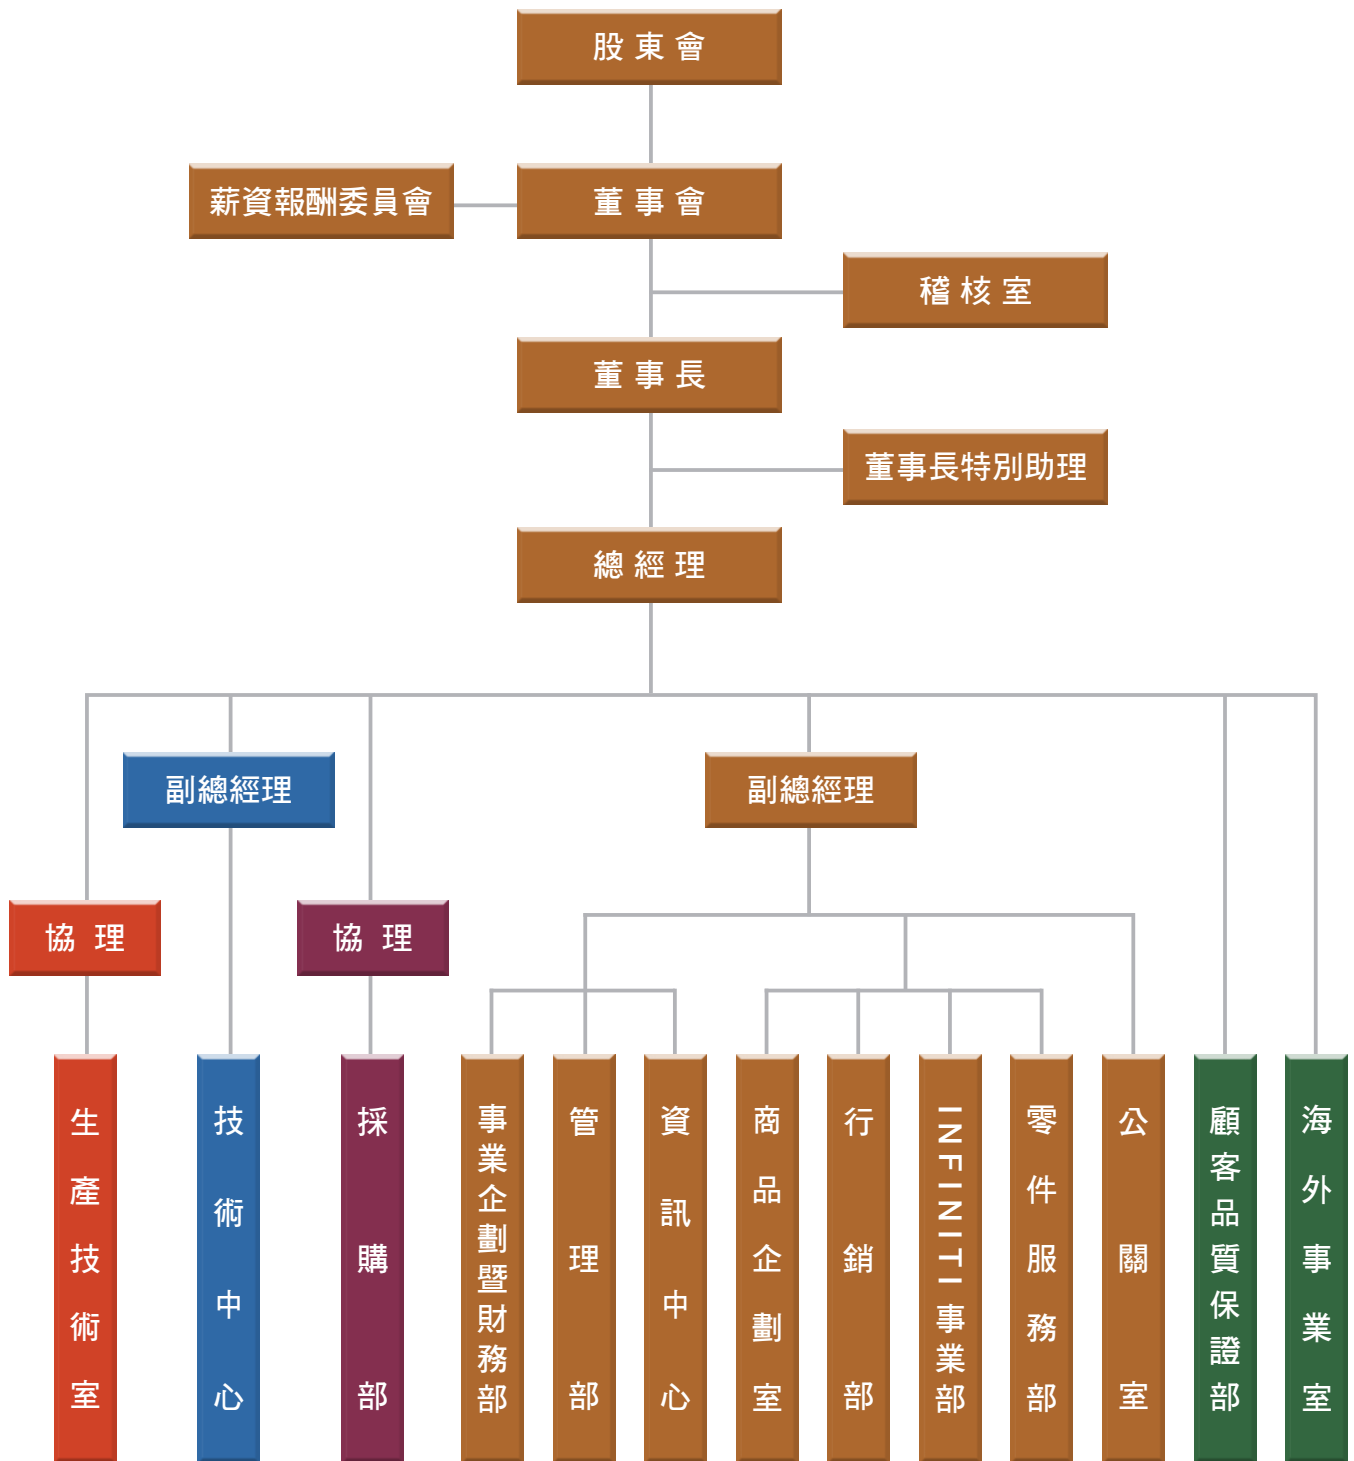 股東會
薪資報酬委員會
董事會
稽核室
董事長
董事長特別助理
總經理
副總經理
副總經理
協理
協理
生產技術室
技術中心
採購部
事業企劃暨財務部
管理部
資訊中心
商品企劃室
行銷部
INFINITI事業部
零件服務部
公關室
顧客品質保證部
海外事業室